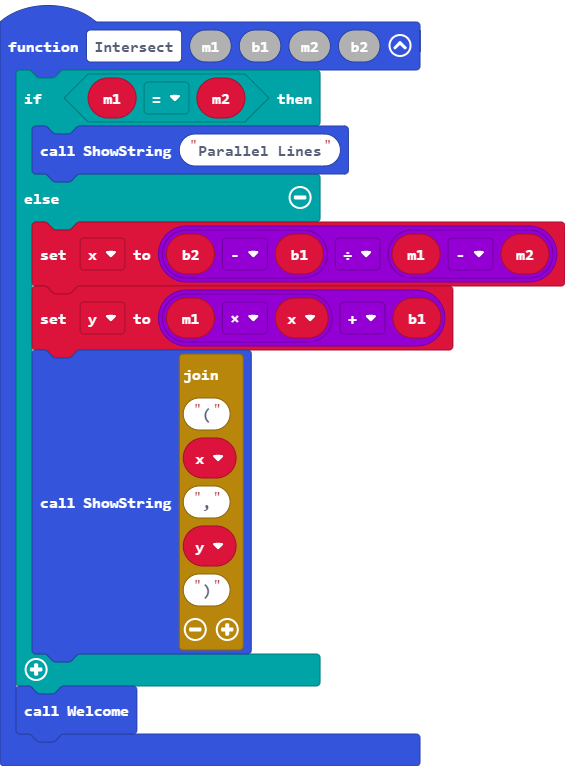 function Intersect m1 b1 m2 b2
if m1 = m2 then
call ShowString "Parallel Lines"
else
set x to b2 - b1 ÷ m1 - m2
set y to m1 × x + b1
join
"("
x
","
call ShowString
y
")"
call Welcome